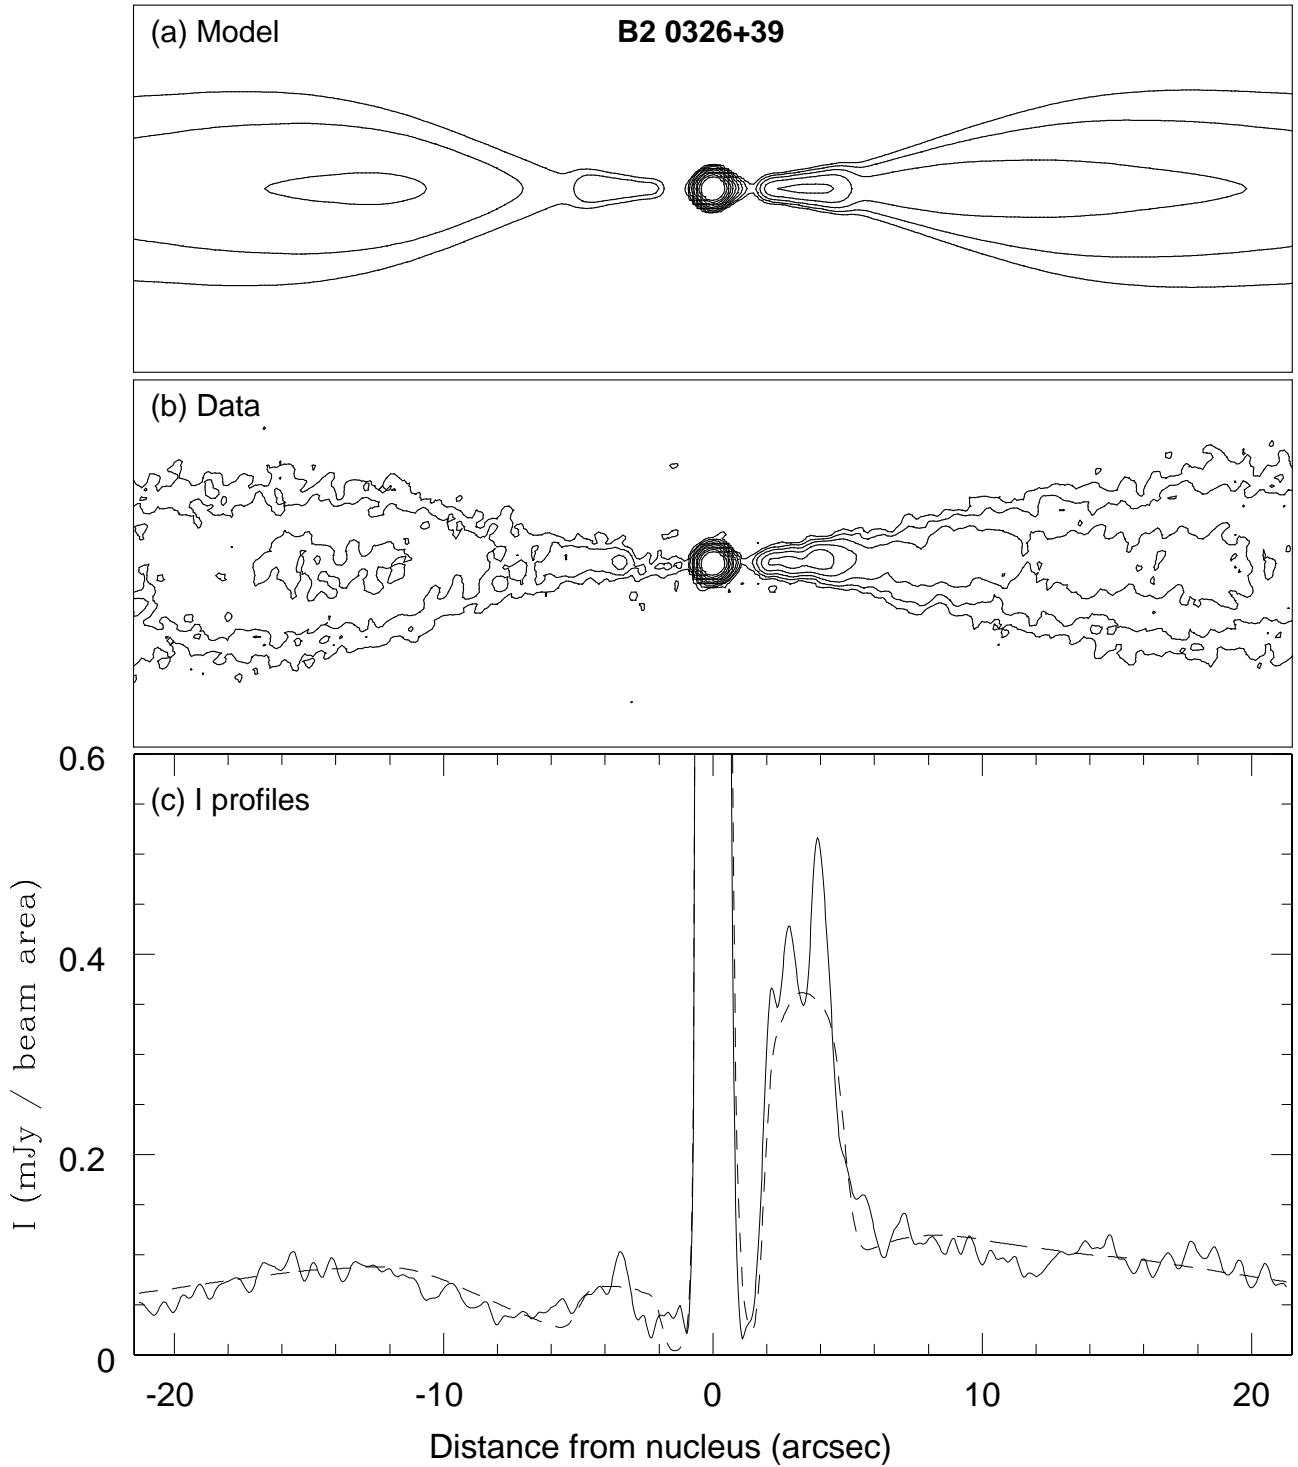 (a) Model
B2 0326+39
(b) Data
(c) I profiles
0.6
0.4
0.2
0
I (mJy / beam area)
-20 -10 0 10 20
Distance from nucleus (arcsec)